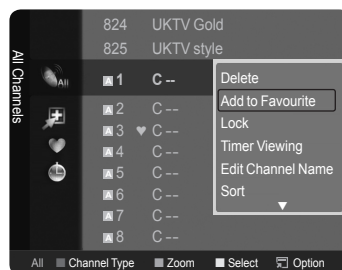 824 UKTV Gold
825 UKTV style
All Channels
All
A 1 C --
A 2 C --
A 3 ♥ C --
A 4 C --
A 5 C --
A 6 C --
A 7 C --
A 8 C --
Delete
Add to Favourite
Lock
Timer Viewing
Edit Channel Name
Sort
▼
All Channel Type Zoom Select Option